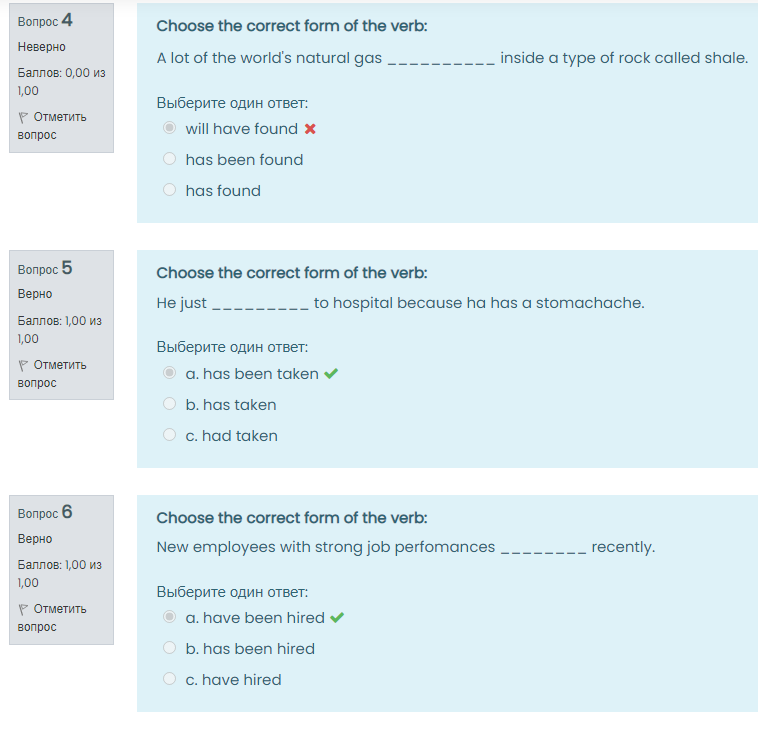 Вопрос 4
Неверно
Баллов: 0,00 из
1,00
Отметить
вопрос
Choose the correct form of the verb:
A lot of the world's natural gas __________ inside a type of rock called shale.
Выберите один ответ:
will have found
has been found
has found
Вопрос 5
Верно
Баллов: 1,00 из
1,00
Отметить
вопрос
Choose the correct form of the verb:
He just _________ to hospital because ha has a stomachache.
Выберите один ответ:
a. has been taken
b. has taken
c. had taken
Вопрос 6
Верно
Баллов: 1,00 из
1,00
Отметить
вопрос
Choose the correct form of the verb:
New employees with strong job perfomances ________ recently.
Выберите один ответ:
a. have been hired
b. has been hired
c. have hired